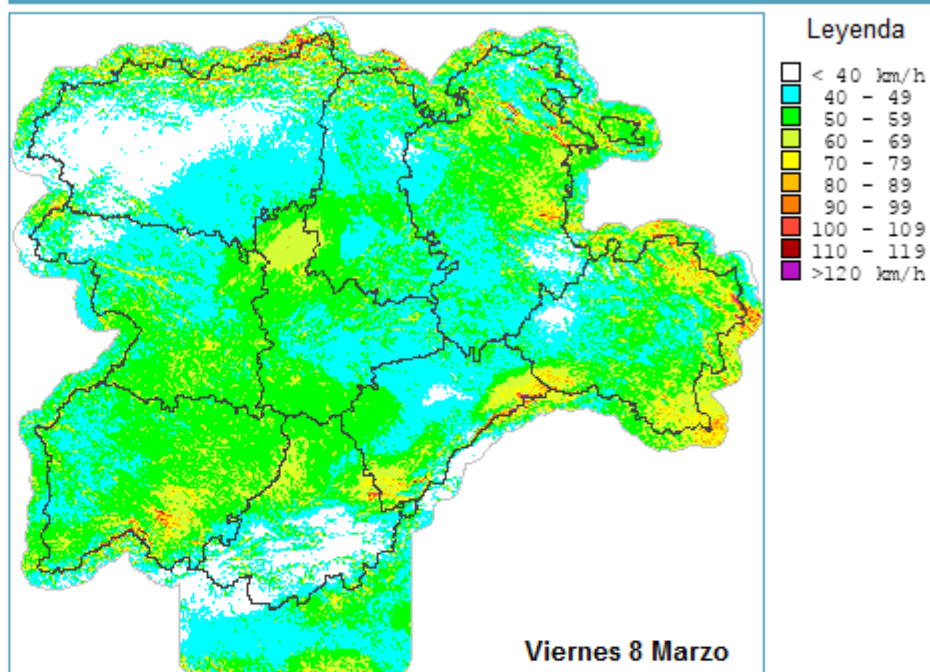 Leyenda
< 40 km/h
40 - 49
50 - 59
60 - 69
70 - 79
80 - 89
90 - 99
100 - 109
110 - 119
>120 km/h
Viernes 8 Marzo